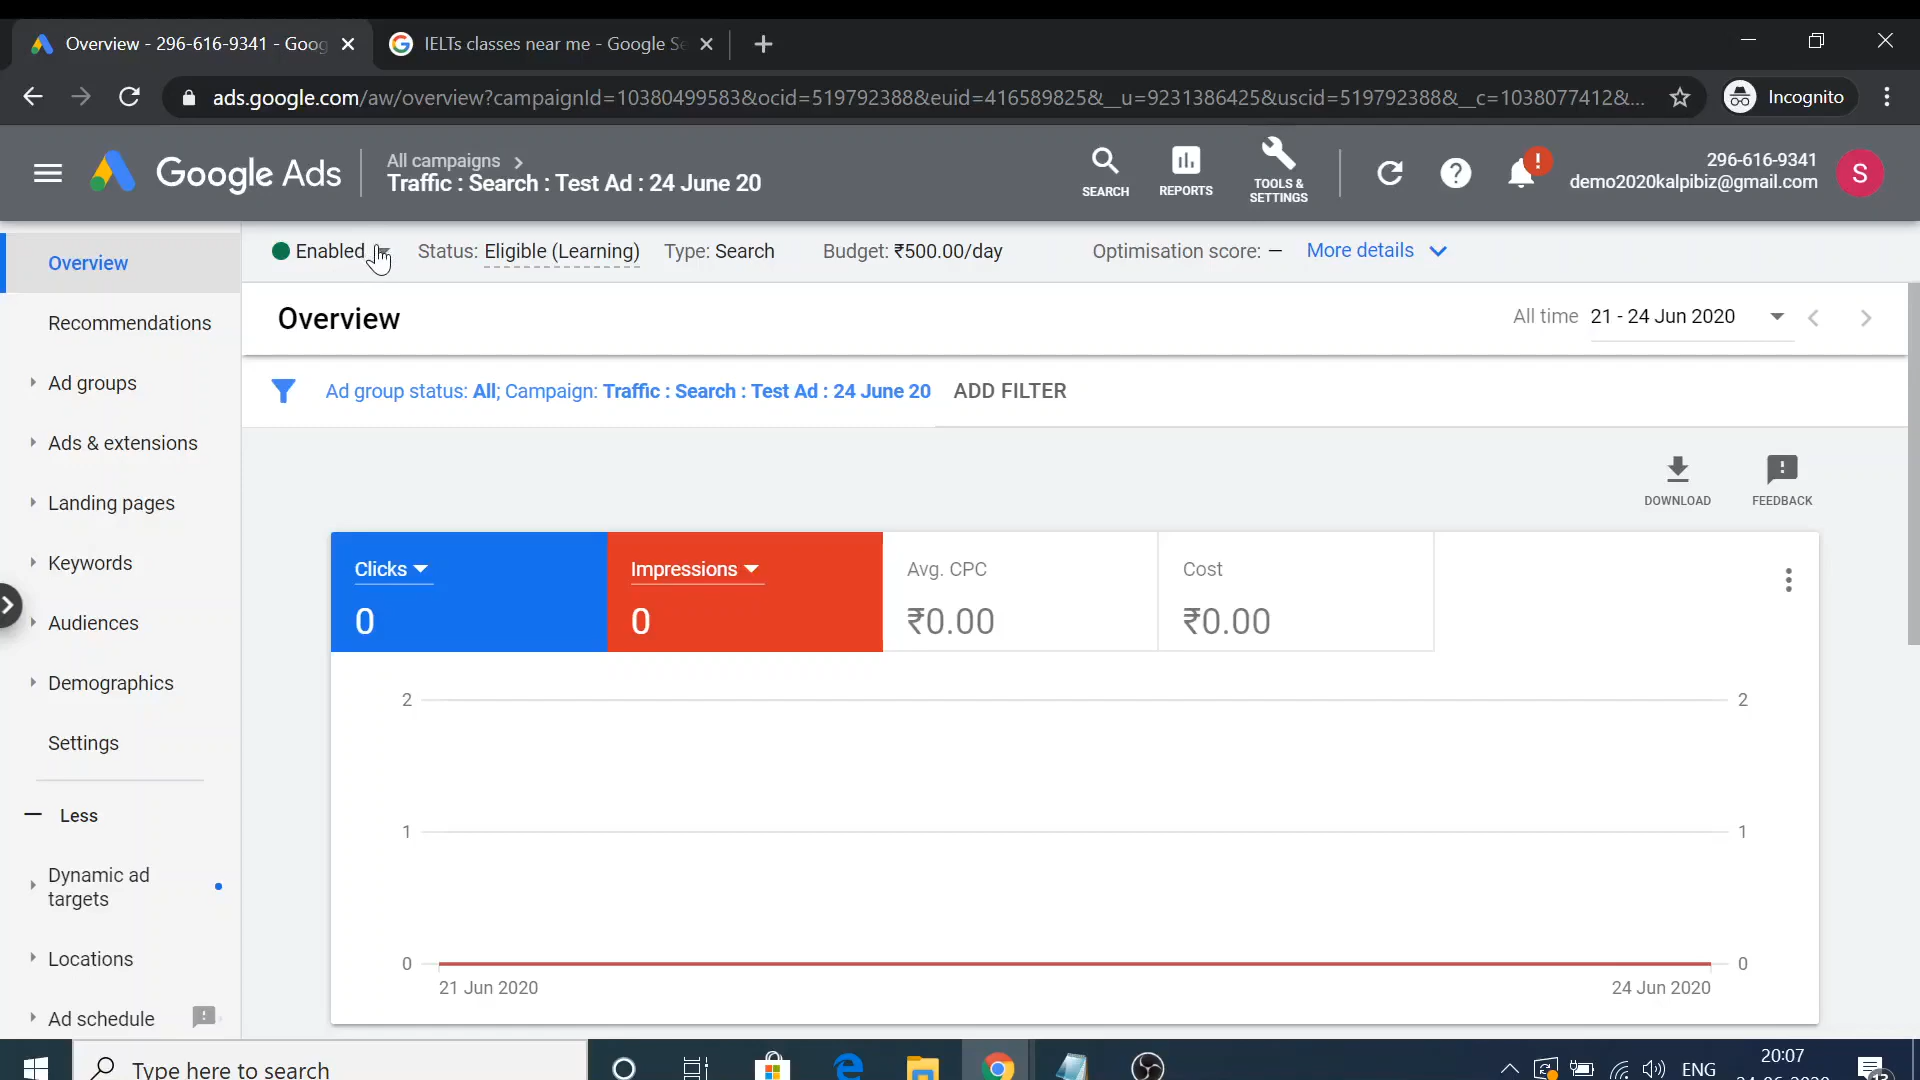 Overview - 296-616-9341 - Goog
IELTs classes near me - Google Se
ads.google.com/aw/overview?campaignId=10380499583&ocid=519792388&euid=416589825&__u=9231386425&uscid=519792388&__c=1038077412&...
Incognito
Google Ads
All campaigns
Traffic : Search : Test Ad : 24 June 20
SEARCH
REPORTS
TOOLS &
SETTINGS
296-616-9341
demo2020kalpibiz@gmail.com
S
Enabled
Status: Eligible (Learning)
Type: Search
Budget: ₹500.00/day
Optimisation score: —
More details
Overview
Recommendations
Ad groups
Ads & extensions
Landing pages
Keywords
Audiences
Demographics
Settings
Less
Dynamic ad
targets
Locations
Ad schedule
Overview
All time 21 - 24 Jun 2020
Ad group status: All; Campaign: Traffic : Search : Test Ad : 24 June 20
ADD FILTER
DOWNLOAD
FEEDBACK
Clicks
0
Impressions
0
Avg. CPC
₹0.00
Cost
₹0.00
2
2
1
1
0
0
21 Jun 2020
24 Jun 2020
Type here to search
ENG
20:07